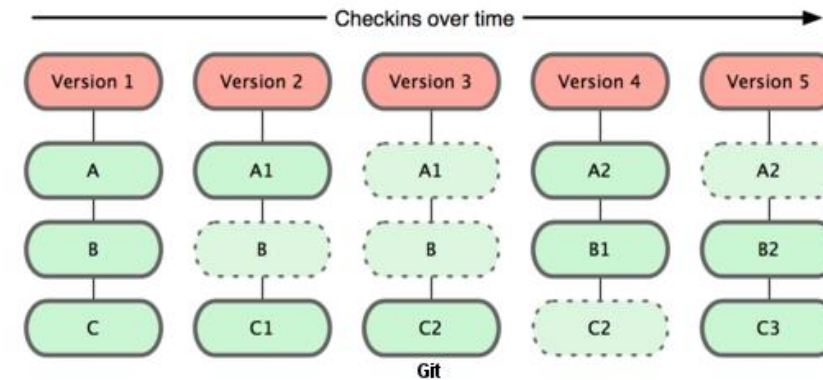 Checkins over time
Version 1 Version 2 Version 3 Version 4 Version 5
A A1 A1 A2 A2
B B B B1 B2
C C1 C2 C2 C3
Git